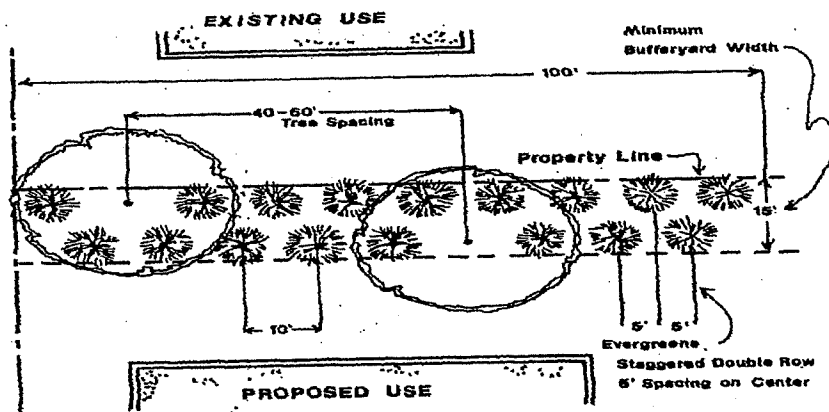 EXISTING USE
Minimum
Bufferyard Width
100'
40-60'
Tree Spacing
Property Line
15'
10'
5' 5'
Evergreens
Staggered Double Row
5' Spacing on Center
PROPOSED USE